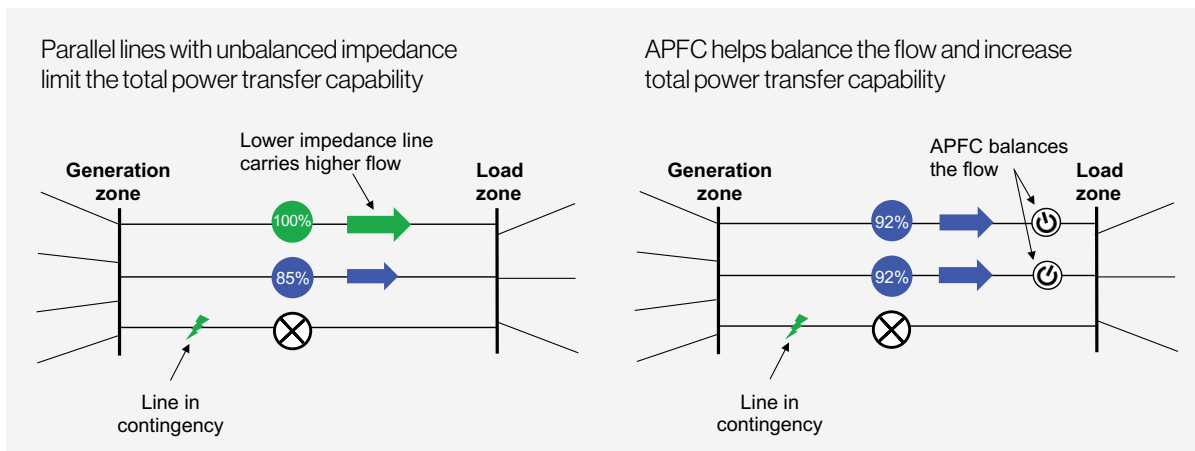 Parallel lines with unbalanced impedance
limit the total power transfer capability
Lower impedance line
carries higher flow
Generation
zone
Load
zone
100%
85%
Line in
contingency
APFC helps balance the flow and increase
total power transfer capability
APFC balances
the flow
Generation
zone
Load
zone
92%
92%
Line in
contingency